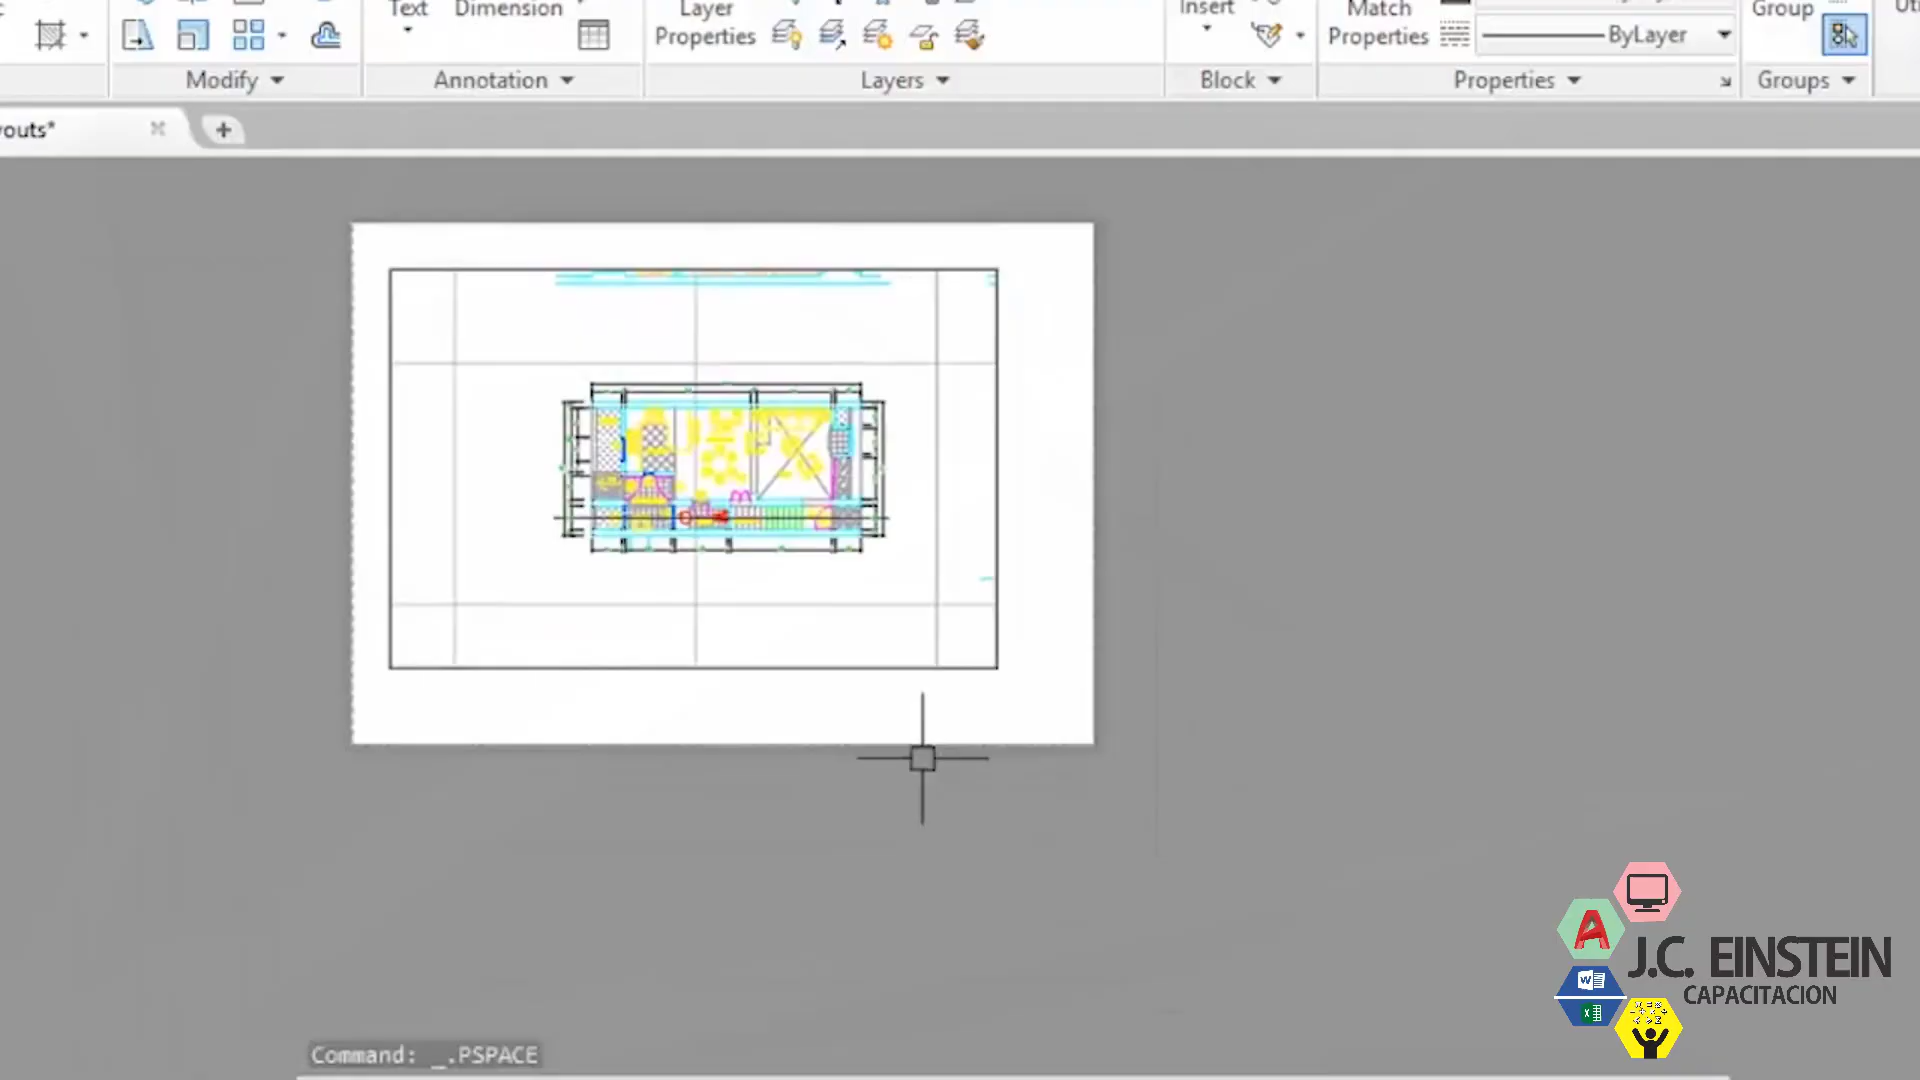 Text
Dimension
Layer
Properties
Insert
Match
Properties
ByLayer
Group
Modify
Annotation
Layers
Block
Properties
Groups
outs*
+
Command: _.PSPACE
A
W
X
J.C. EINSTEIN
CAPACITACION